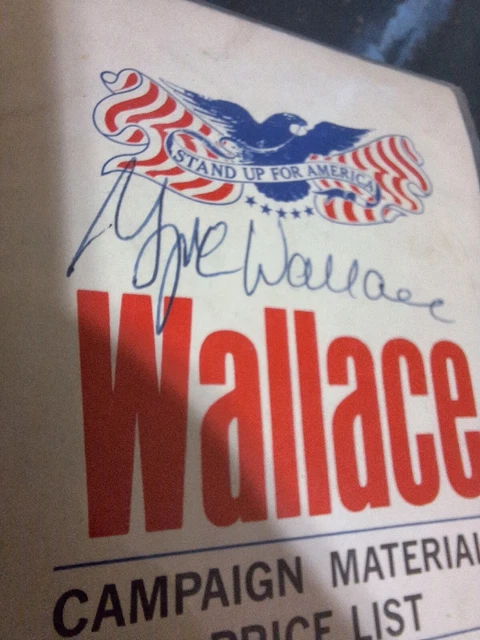 STAND UP FOR AMERICA
Wallace
Wallace
CAMPAIGN MATERIAL
PRICE LIST